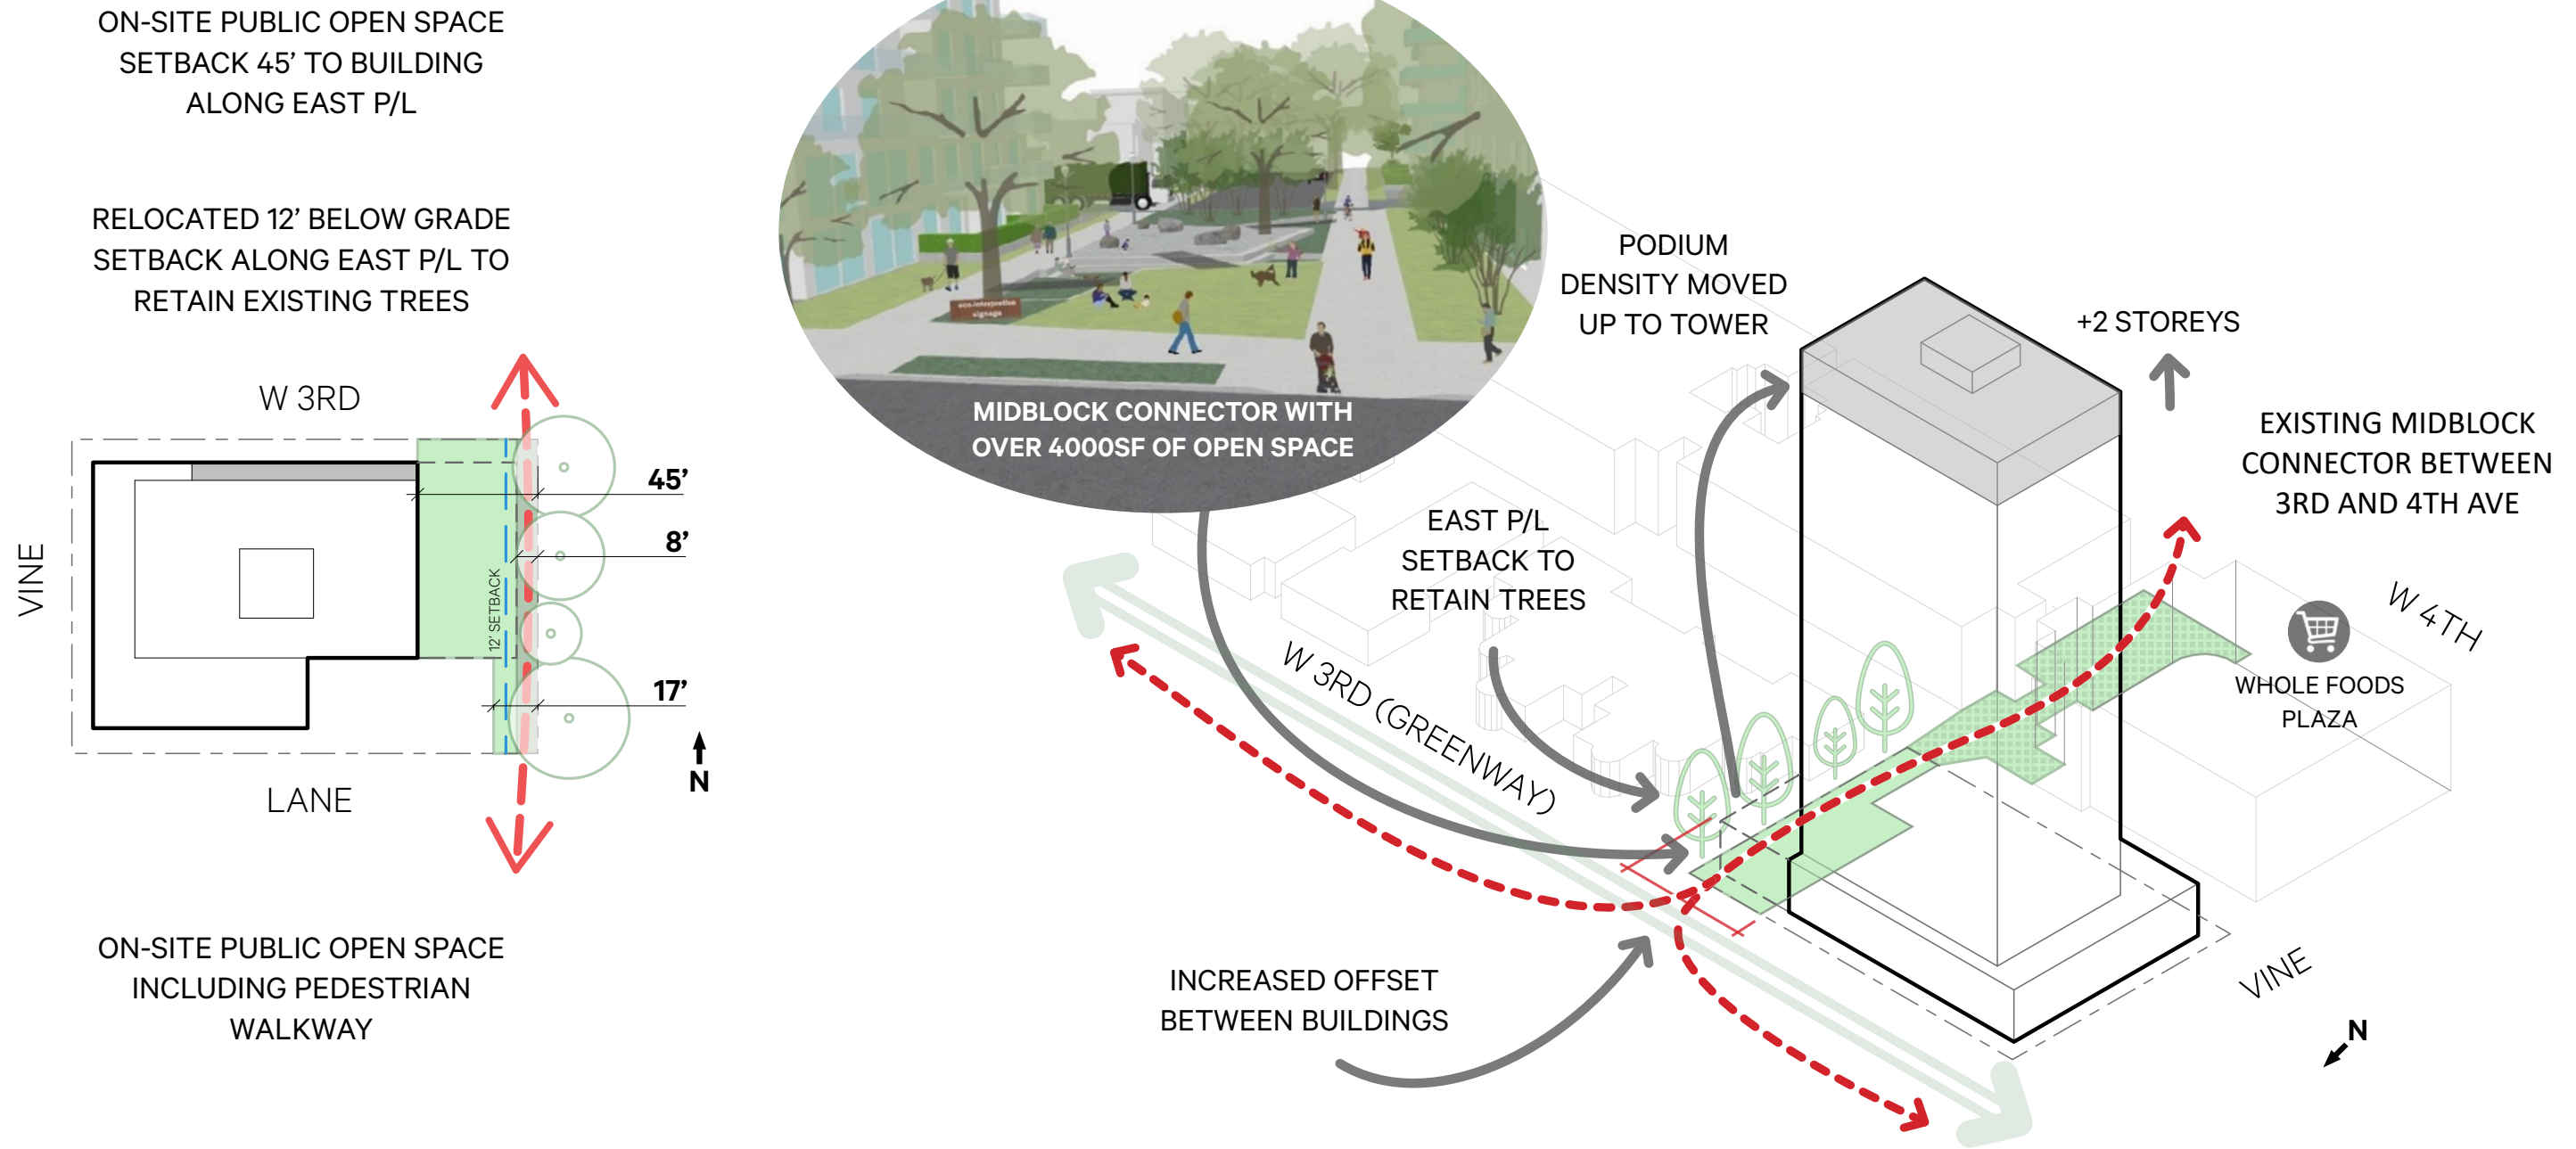 ON-SITE PUBLIC OPEN SPACE
SETBACK 45’ TO BUILDING
ALONG EAST P/L
RELOCATED 12’ BELOW GRADE
SETBACK ALONG EAST P/L TO
RETAIN EXISTING TREES
W 3RD
VINE
45’
8’
12’ SETBACK
17’
LANE
N
ON-SITE PUBLIC OPEN SPACE
INCLUDING PEDESTRIAN
WALKWAY
eco-interpretive
signage
MIDBLOCK CONNECTOR WITH
OVER 4000SF OF OPEN SPACE
PODIUM
DENSITY MOVED
UP TO TOWER
+2 STOREYS
EXISTING MIDBLOCK
CONNECTOR BETWEEN
3RD AND 4TH AVE
EAST P/L
SETBACK TO
RETAIN TREES
W 3RD (GREENWAY)
W 4TH
WHOLE FOODS
PLAZA
INCREASED OFFSET
BETWEEN BUILDINGS
VINE
N